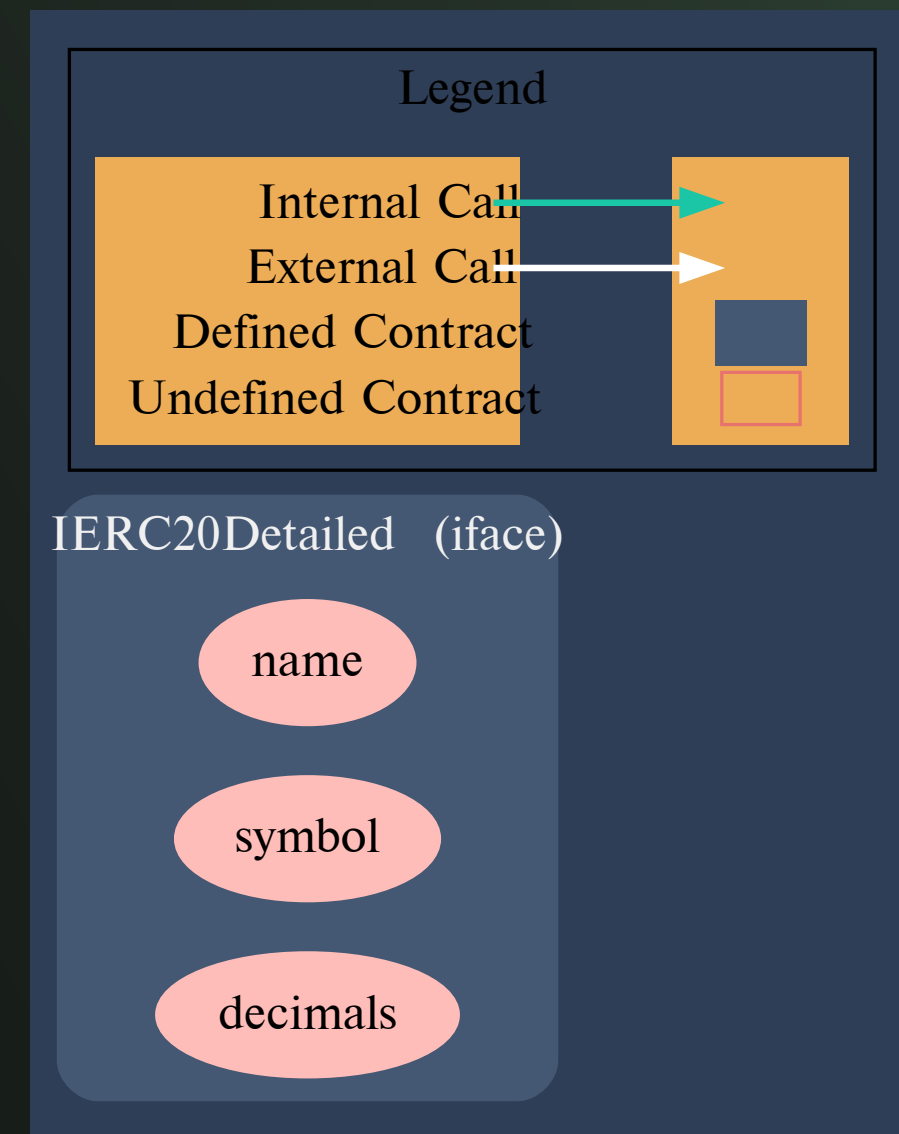 Legend
Internal Call
External Call
Defined Contract
Undefined Contract
IERC20Detailed (iface)
name
symbol
decimals